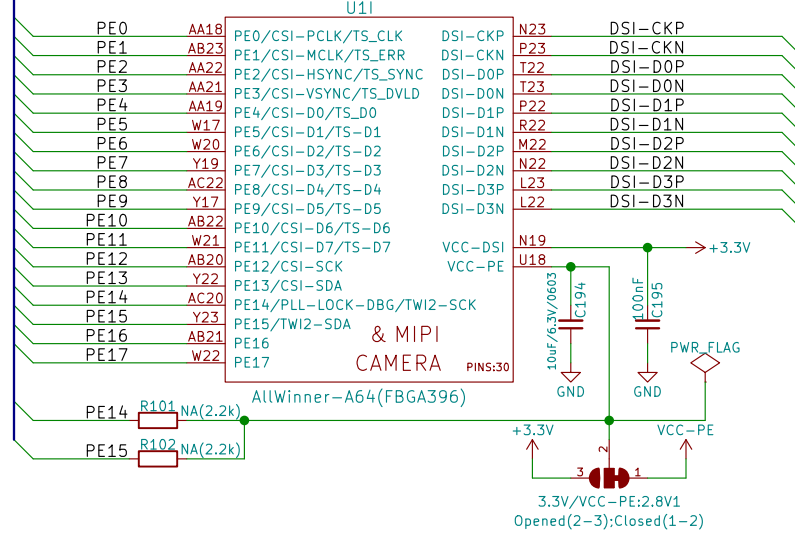 U1I
PE0 AA18 PE0/CSI-PCLK/TS_CLK DSI-CKP N23 DSI-CKP
PE1 AB23 PE1/CSI-MCLK/TS_ERR DSI-CKN P23 DSI-CKN
PE2 AA22 PE2/CSI-HSYNC/TS_SYNC DSI-D0P T22 DSI-D0P
PE3 AA21 PE3/CSI-VSYNC/TS_DVLD DSI-D0N T23 DSI-D0N
PE4 AA19 PE4/CSI-D0/TS_D0 DSI-D1P P22 DSI-D1P
PE5 W17 PE5/CSI-D1/TS-D1 DSI-D1N R22 DSI-D1N
PE6 W20 PE6/CSI-D2/TS-D2 DSI-D2P M22 DSI-D2P
PE7 Y19 PE7/CSI-D3/TS-D3 DSI-D2N N22 DSI-D2N
PE8 AC22 PE8/CSI-D4/TS-D4 DSI-D3P L23 DSI-D3P
PE9 Y17 PE9/CSI-D5/TS-D5 DSI-D3N L22 DSI-D3N
PE10 AB22 PE10/CSI-D6/TS-D6
PE11 W21 PE11/CSI-D7/TS-D7 VCC-DSI N19 +3.3V
PE12 AB20 PE12/CSI-SCK VCC-PE U18
PE13 Y22 PE13/CSI-SDA
PE14 AC20 PE14/PLL-LOCK-DBG/TWI2-SCK
PE15 Y23 PE15/TWI2-SDA
PE16 AB21 PE16
PE17 W22 PE17
& MIPI
CAMERA
PINS:30
10uF/6.3V/0603
C194
100nF
C195
GND
GND
PWR_FLAG
AllWinner-A64(FBGA396)
PE14 R101 NA(2.2k)
PE15 R102 NA(2.2k)
+3.3V
VCC-PE
2
3
1
3.3V/VCC-PE:2.8V1
Opened(2-3);Closed(1-2)